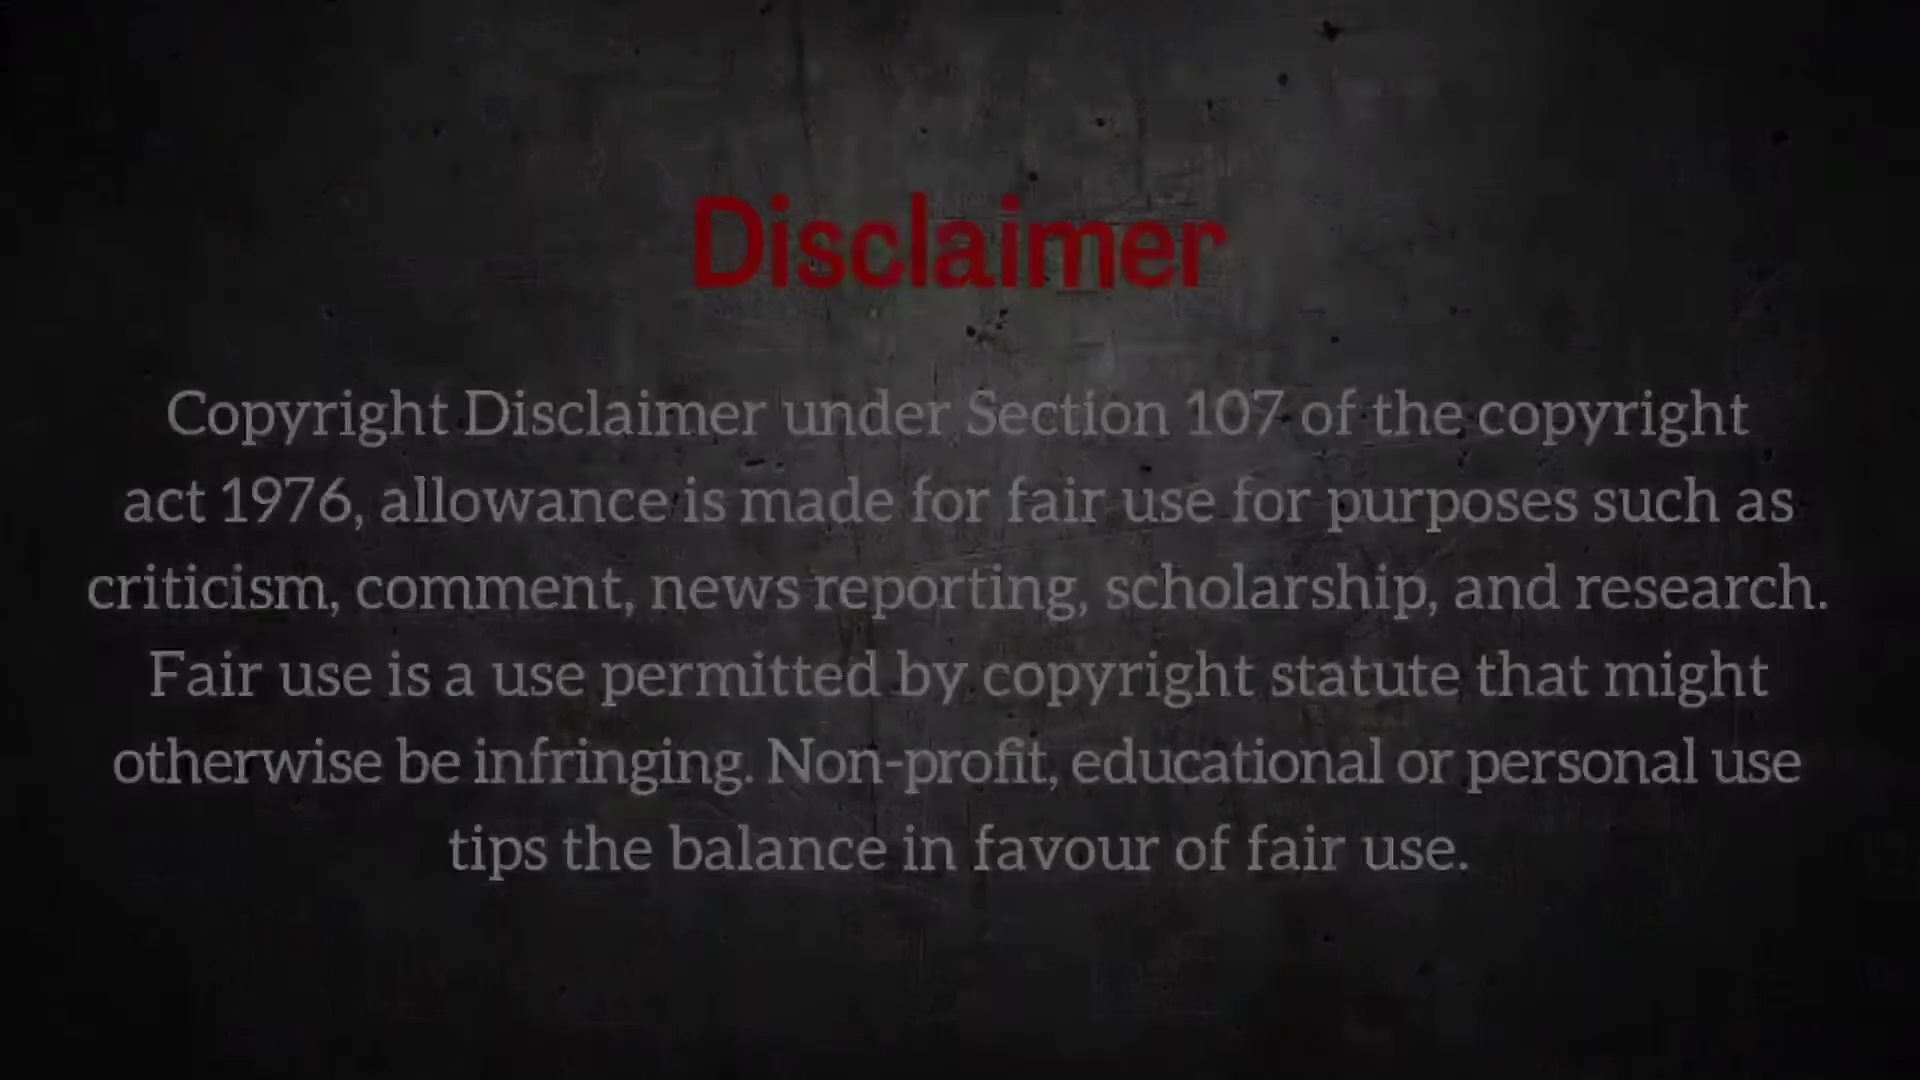 Disclaimer
Copyright Disclaimer under Section 107 of the copyright
act 1976, allowance is made for fair use for purposes such as
criticism, comment, news reporting, scholarship, and research.
Fair use is a use permitted by copyright statute that might
otherwise be infringing. Non-profit, educational or personal use
tips the balance in favour of fair use.